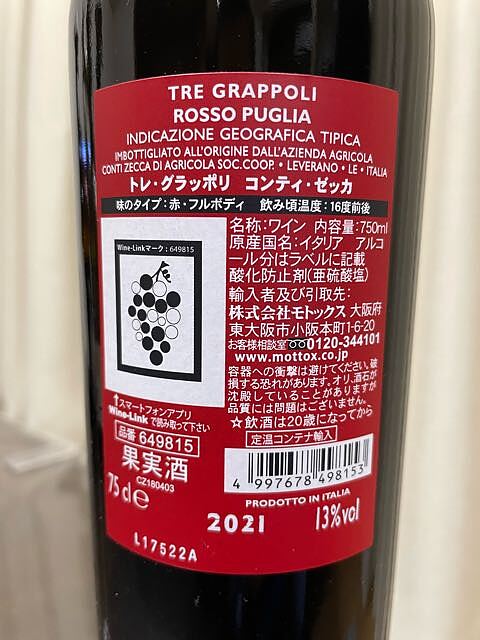 TRE GRAPPOLI
ROSSO PUGLIA
INDICAZIONE GEOGRAFICA TIPICA
IMBOTTIGLIATO ALL'ORIGINE DALL'AZIENDA AGRICOLA
CONTI ZECCA DI AGRICOLA SOC.COOP. • LEVERANO • LE • ITALIA
トレ・グラッポリ コンティ・ゼッカ
味のタイプ：赤・フルボディ 飲み頃温度：16度前後
Wine-Linkマーク：649815
↑スマートフォンアプリ
Wine-Linkで読み取って下さい
品番 649815
果実酒
CZ180403
75 cl e
名称：ワイン 内容量：750ml
原産国名：イタリア アルコ
ール分はラベルに記載
酸化防止剤(亜硫酸塩)
輸入者及び引取先：
株式会社モトックス 大阪府
東大阪市小阪本町1-6-20
お客様相談室 0120-344101
www.mottox.co.jp
容器への衝撃は避けてください。破
損する恐れがあります。オリ、酒石が
沈殿していることがありますが
品質には問題はございません。
☆飲酒は20歳になってから
定温コンテナ輸入
4 997678 498153
PRODOTTO IN ITALIA
2021 13%vol
L17522A